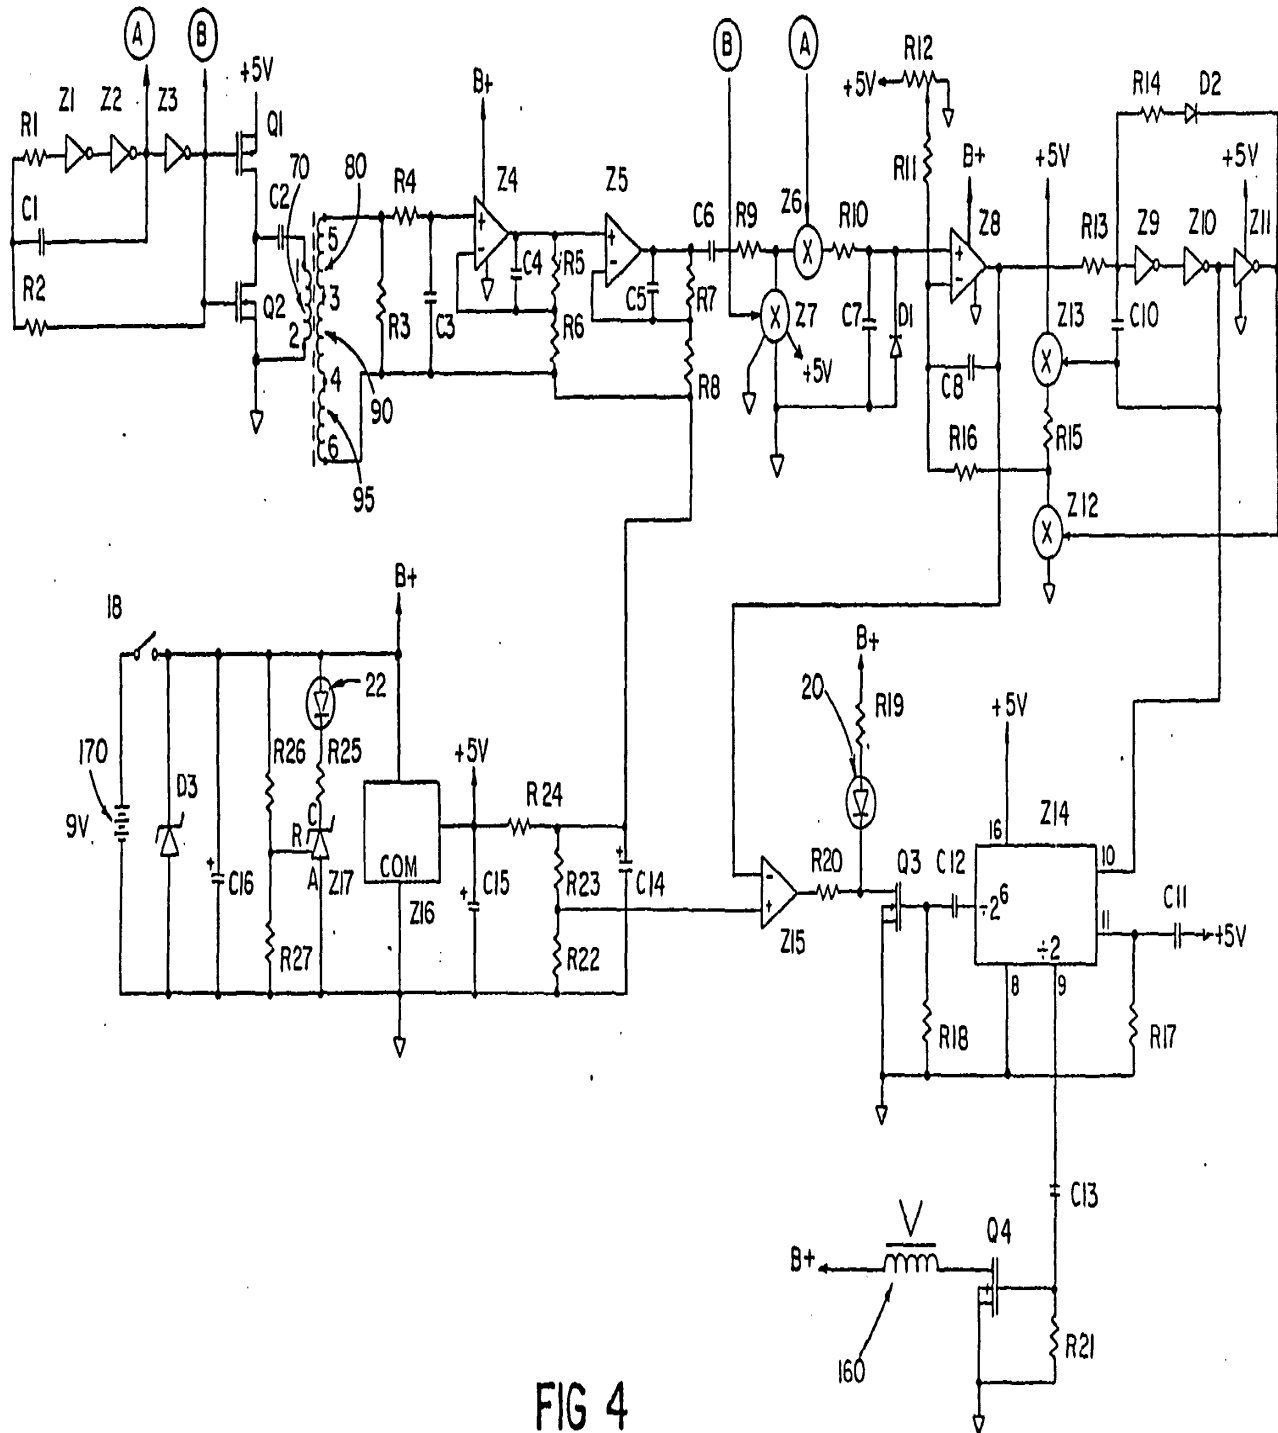 A B B A
R12
+5V +5V
R1 Z1 Z2 Z3 Q1
B+
R14 D2
C1 C2 70 80 R4 Z4 Z5 C6 R9 Z6 R10 R11 B+ Z8 +5V R13 Z9 Z10 +5V Z11
5
1
R2 Q2 3 C4 R5 C5 R7
2 R3 C3 R6 Z7 C7 D1 Z13 C10
+5V C8
4 90 R8
R16 R15
6
95 Z12
18 B+
22 B+
20 R19
170 R26 R25 +5V +5V
9V D3 R24 Z14
C 16
R COM 10
A R20 Q3 C12
C16 Z17 Z16 C15 R23 C14 ÷2⁶ 11 C11
R27 R22 Z15 ÷2 +5V
8 9
R18 R17
C13
V Q4
B+
R21
160
FIG 4